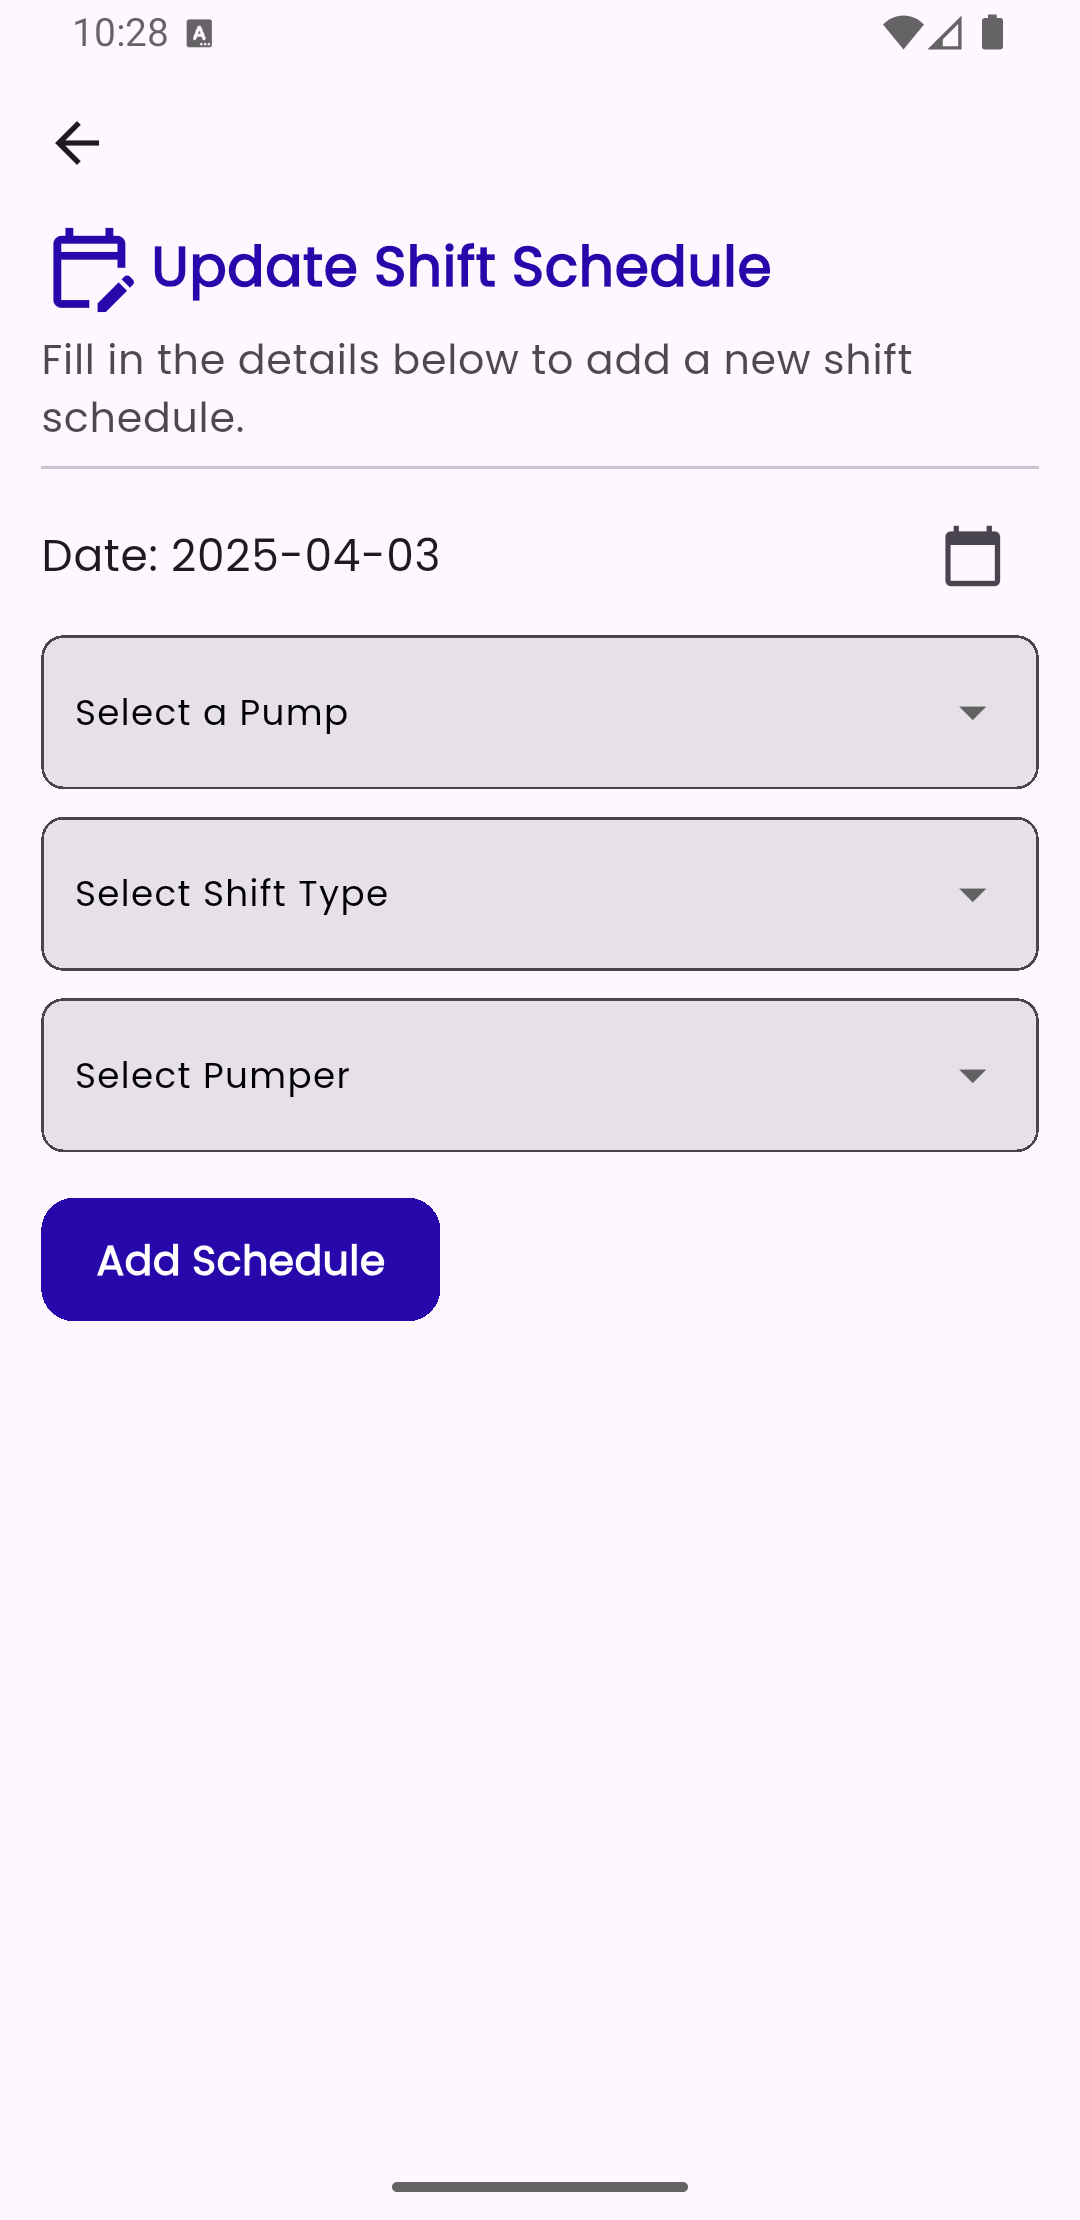 10:28
Update Shift Schedule
Fill in the details below to add a new shift
schedule.
Date: 2025-04-03
Select a Pump
Select Shift Type
Select Pumper
Add Schedule